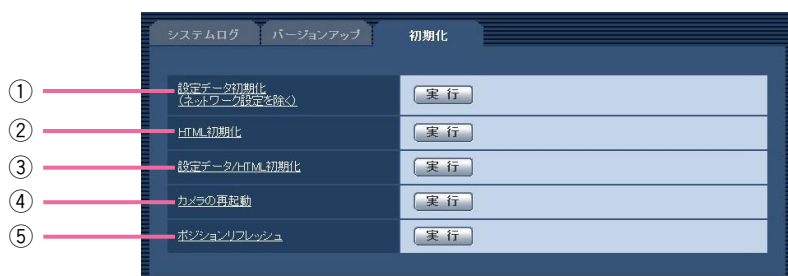 システムログ バージョンアップ 初期化
① 設定データ初期化
(ネットワーク設定を除く) 実 行
② HTML初期化 実 行
③ 設定データ/HTML初期化 実 行
④ カメラの再起動 実 行
⑤ ポジションリフレッシュ 実 行